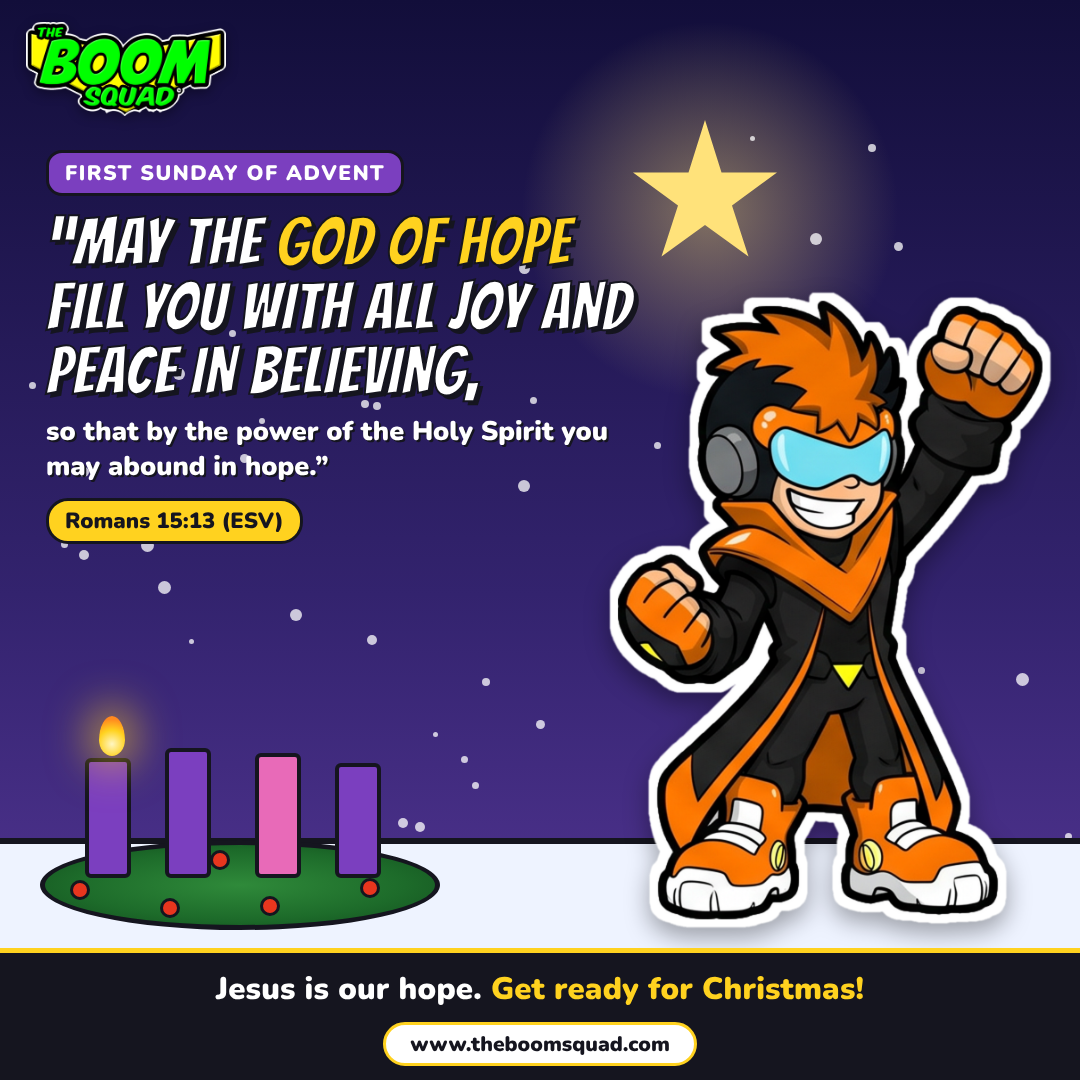 THE
BOOM
SQUAD
FIRST SUNDAY OF ADVENT
"MAY THE GOD OF HOPE
FILL YOU WITH ALL JOY AND
PEACE IN BELIEVING,
so that by the power of the Holy Spirit you
may abound in hope.”
Romans 15:13 (ESV)
Jesus is our hope. Get ready for Christmas!
www.theboomsquad.com